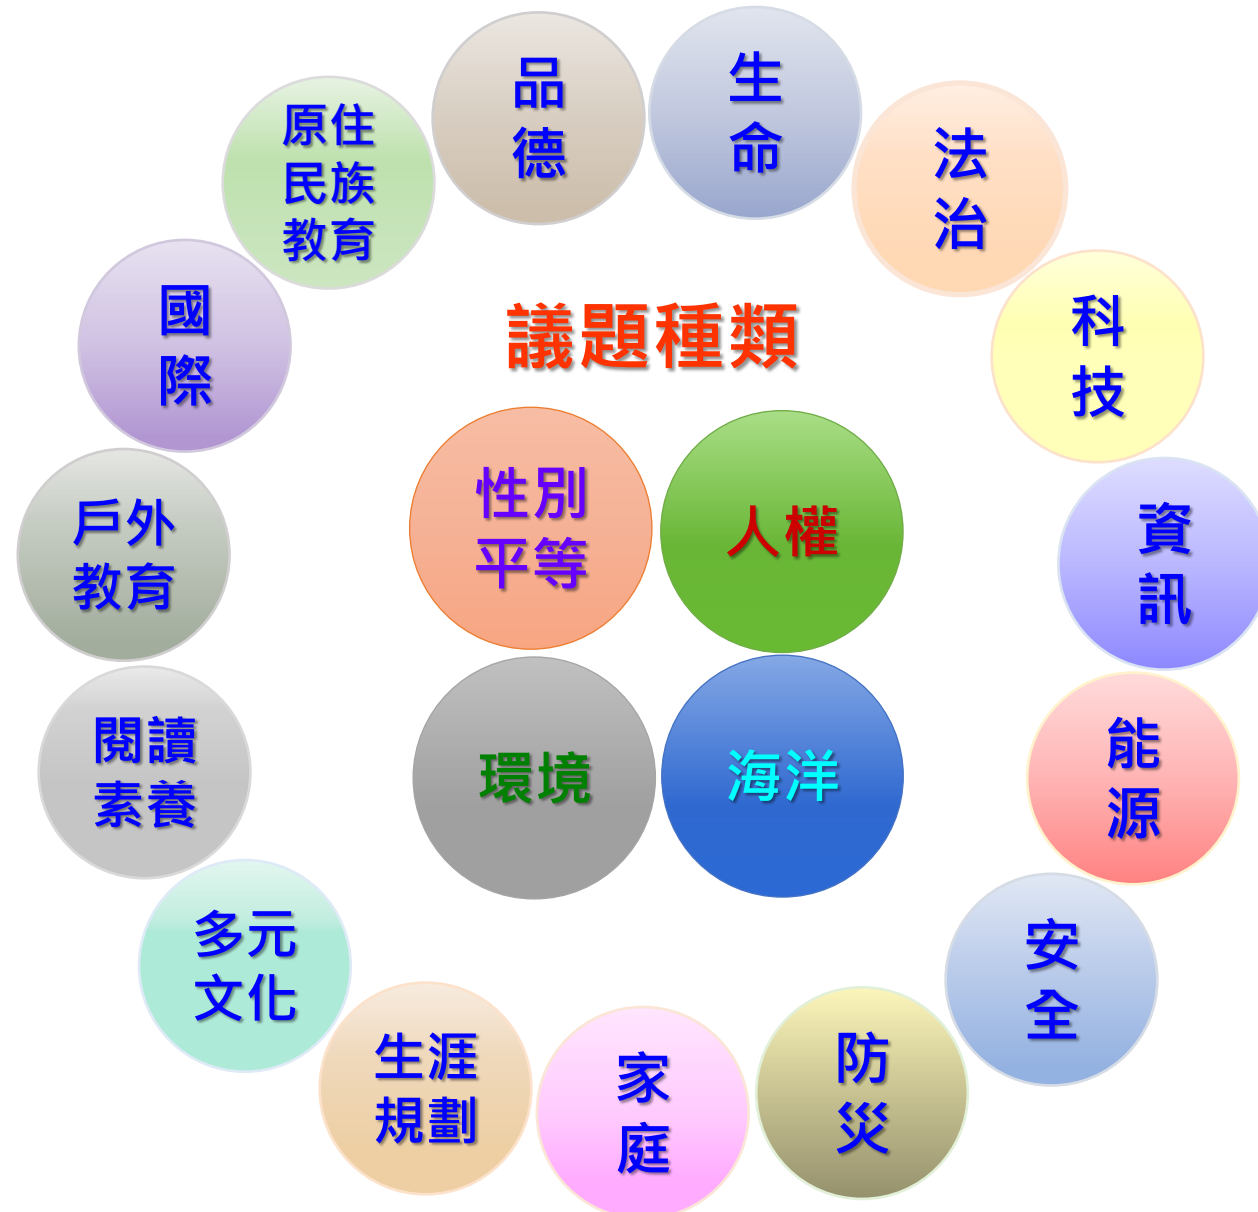 議題種類
性別
平等
人權
環境
海洋
品
德
生
命
法
治
科
技
資
訊
能
源
安
全
防
災
家
庭
生涯
規劃
多元
文化
閱讀
素養
戶外
教育
國
際
原住
民族
教育